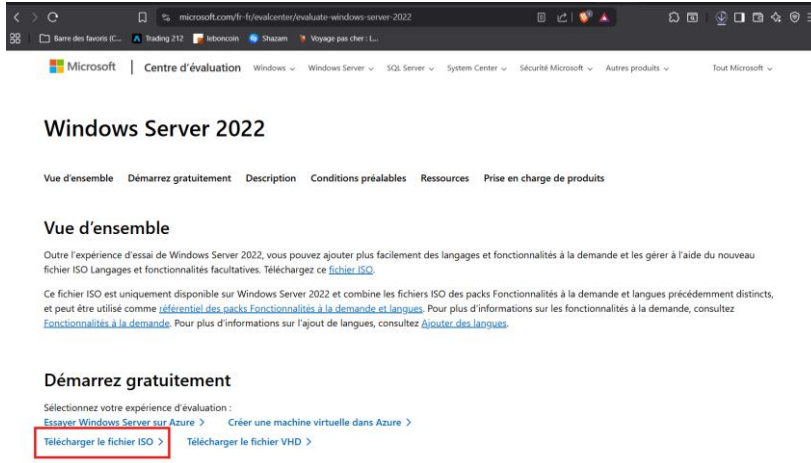 microsoft.com/fr-fr/evalcenter/evaluate-windows-server-2022
Barre des favoris (C... Trading 212 leboncoin Shazam Voyage pas cher : L...
Microsoft Centre d'évaluation Windows Windows Server SQL Server System Center Sécurité Microsoft Autres produits Tout Microsoft
Windows Server 2022
Vue d'ensemble Démarrez gratuitement Description Conditions préalables Ressources Prise en charge de produits
Vue d'ensemble
Outre l'expérience d'essai de Windows Server 2022, vous pouvez ajouter plus facilement des langages et fonctionnalités à la demande et les gérer à l'aide du nouveau
fichier ISO Langages et fonctionnalités facultatives. Téléchargez ce fichier ISO.
Ce fichier ISO est uniquement disponible sur Windows Server 2022 et combine les fichiers ISO des packs Fonctionnalités à la demande et langues précédemment distincts,
et peut être utilisé comme référentiel des packs Fonctionnalités à la demande et langues. Pour plus d'informations sur les fonctionnalités à la demande, consultez
Fonctionnalités à la demande. Pour plus d'informations sur l'ajout de langues, consultez Ajouter des langues.
Démarrez gratuitement
Sélectionnez votre expérience d'évaluation :
Essayer Windows Server sur Azure > Créer une machine virtuelle dans Azure >
Télécharger le fichier ISO > Télécharger le fichier VHD >